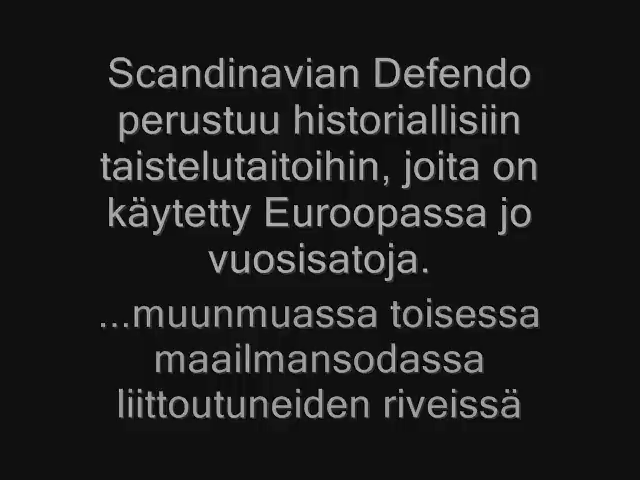 Scandinavian Defendo
perustuu historiallisiin
taistelutaitoihin, joita on
käytetty Euroopassa jo
vuosisatoja.
...muunmuassa toisessa
maailmansodassa
liittoutuneiden riveissä